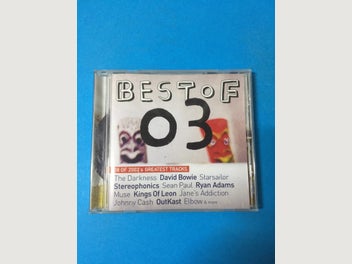 BEST OF
03
18 OF 2003'S GREATEST TRACKS
The Darkness David Bowie Starsailor
Stereophonics Sean Paul Ryan Adams
Muse Kings Of Leon Jane's Addiction
Johnny Cash OutKast Elbow & more